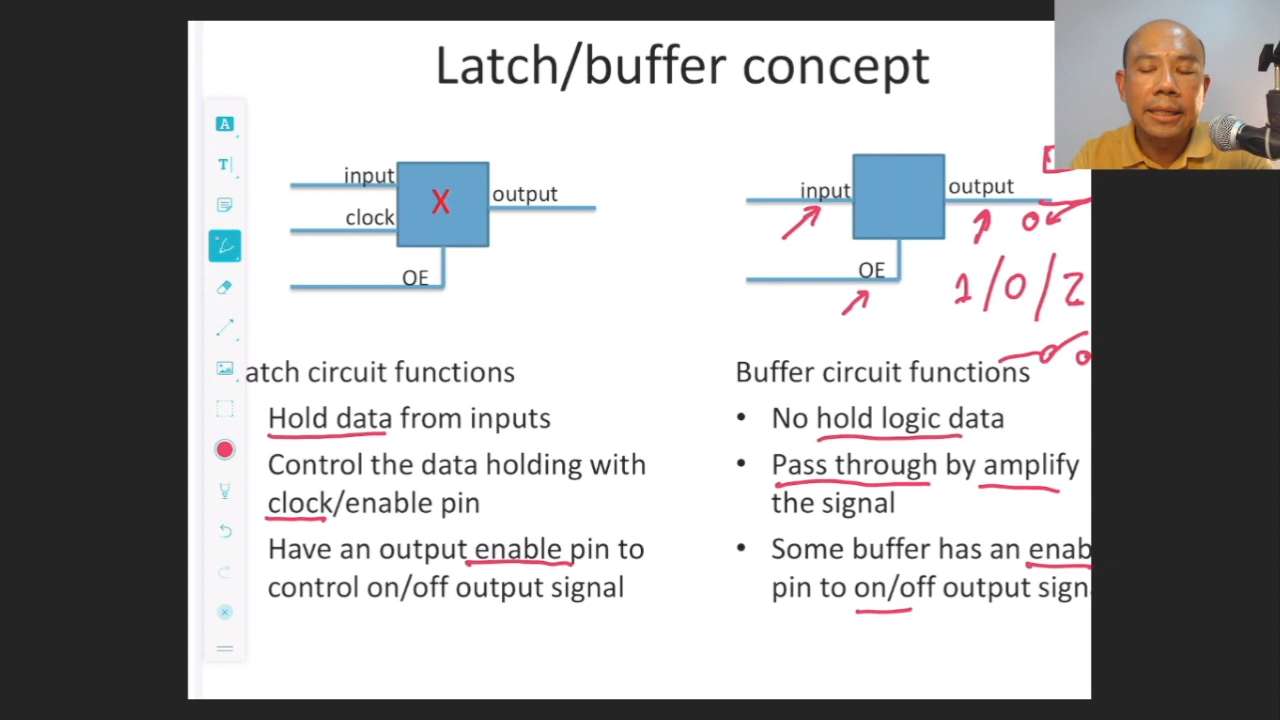 Latch/buffer concept
input
clock
OE
X
output
input
OE
output
0
1/0/Z
atch circuit functions
Hold data from inputs
Control the data holding with
clock/enable pin
Have an output enable pin to
control on/off output signal
Buffer circuit functions
• No hold logic data
• Pass through by amplify
the signal
• Some buffer has an enab
pin to on/off output sign
A
T